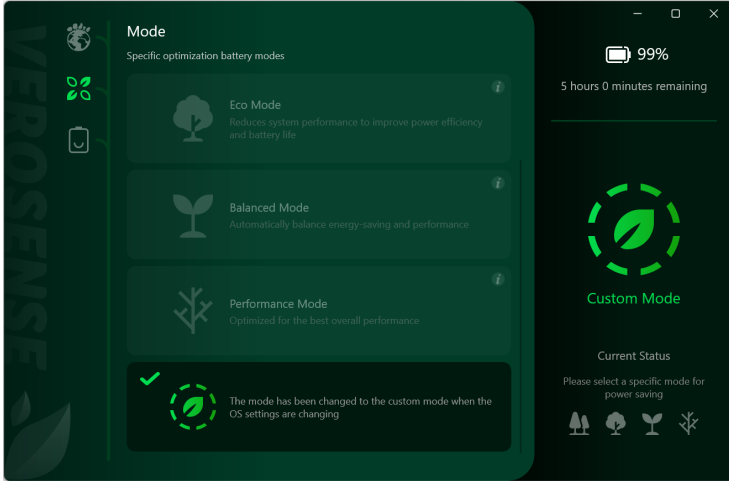 VEROSENSE
Mode
Specific optimization battery modes
Eco Mode
Reduces system performance to improve power efficiency
and battery life
Balanced Mode
Automatically balance energy-saving and performance
Performance Mode
Optimized for the best overall performance
The mode has been changed to the custom mode when the
OS settings are changing
99%
5 hours 0 minutes remaining
Custom Mode
Current Status
Please select a specific mode for
power saving